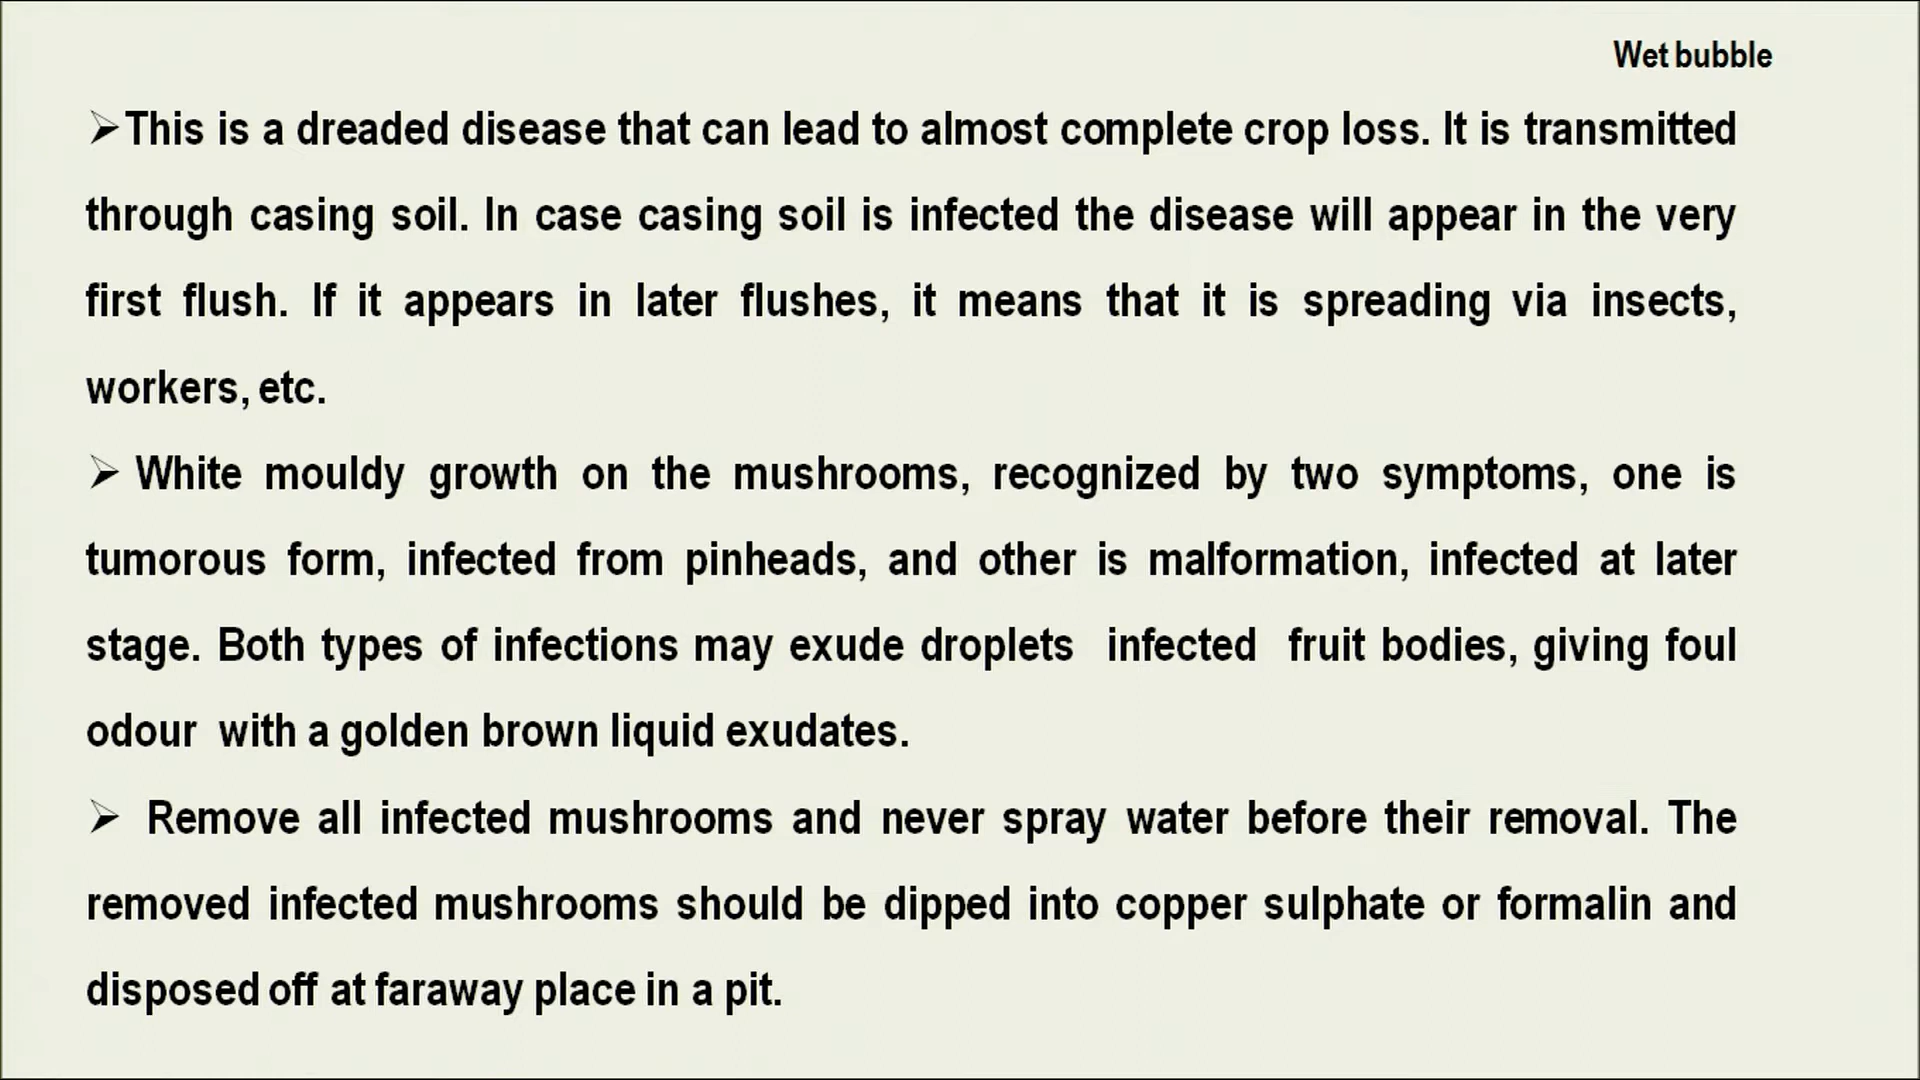 Wet bubble
➢This is a dreaded disease that can lead to almost complete crop loss. It is transmitted
through casing soil. In case casing soil is infected the disease will appear in the very
first flush. If it appears in later flushes, it means that it is spreading via insects,
workers, etc.
➢ White mouldy growth on the mushrooms, recognized by two symptoms, one is
tumorous form, infected from pinheads, and other is malformation, infected at later
stage. Both types of infections may exude droplets infected fruit bodies, giving foul
odour with a golden brown liquid exudates.
➢ Remove all infected mushrooms and never spray water before their removal. The
removed infected mushrooms should be dipped into copper sulphate or formalin and
disposed off at faraway place in a pit.